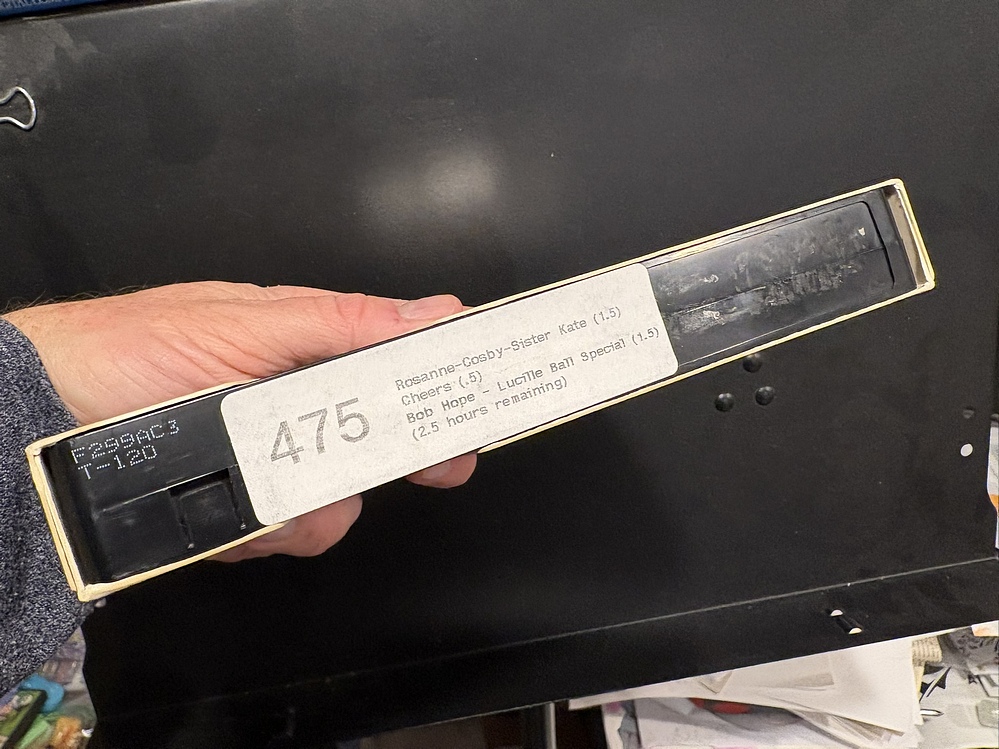 F299AC3
T-120
475
Rosanne-Cosby-Sister Kate (1.5)
Cheers (.5)
Bob Hope - Lucille Ball Special (1.5)
(2.5 hours remaining)